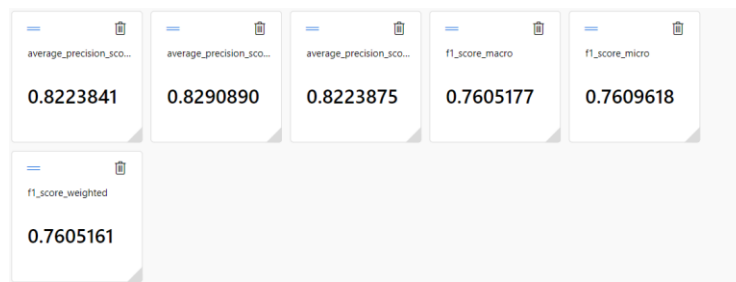 average_precision_sco...
0.8223841
average_precision_sco...
0.8290890
average_precision_sco...
0.8223875
f1_score_macro
0.7605177
f1_score_micro
0.7609618
f1_score_weighted
0.7605161